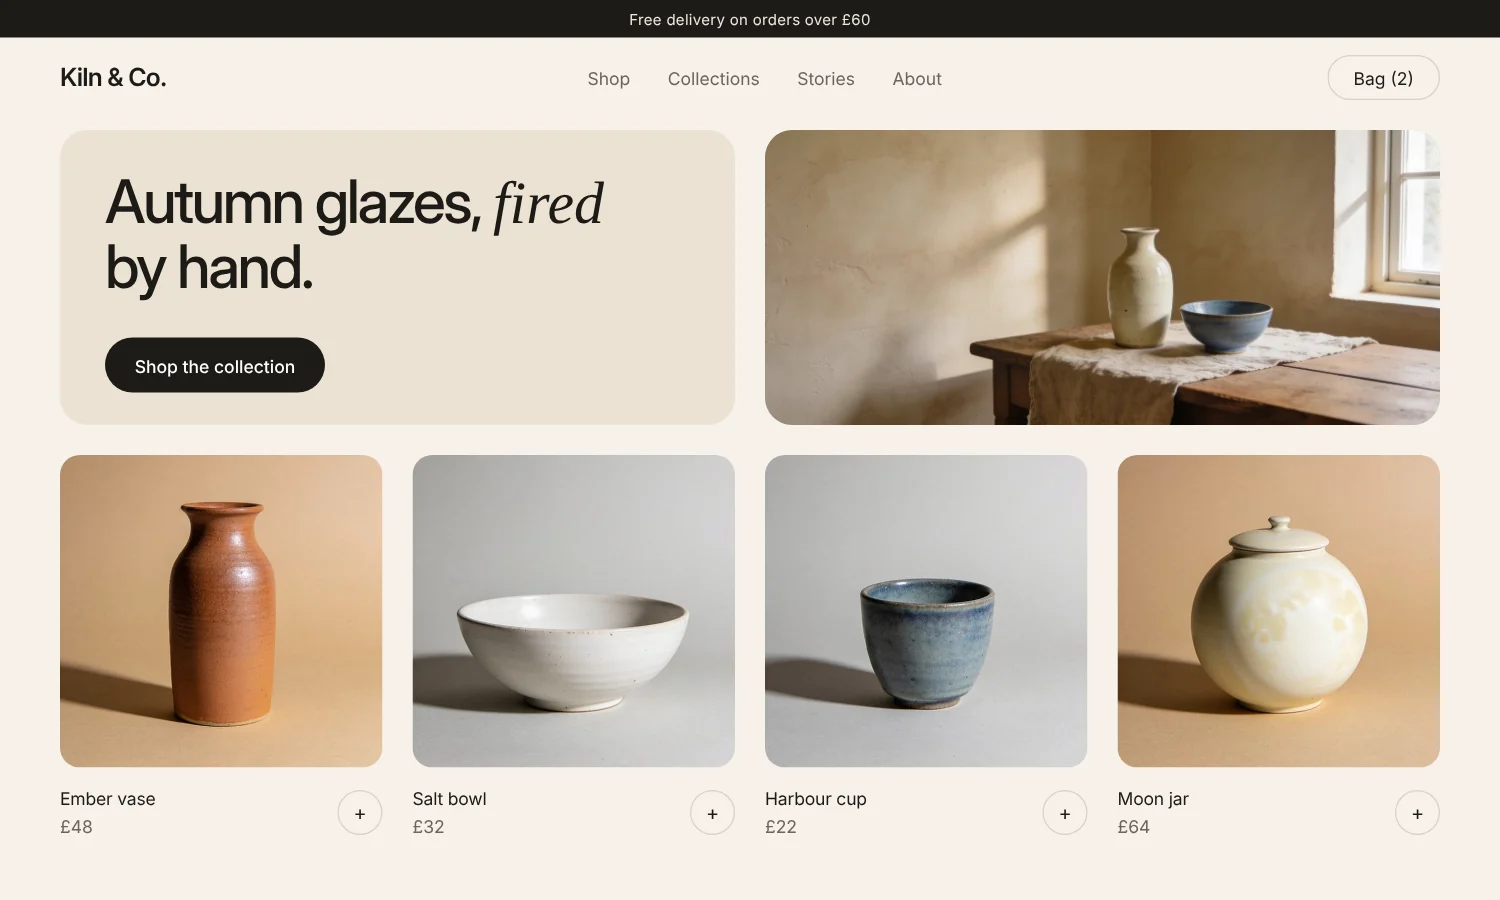 Free delivery on orders over £60
Kiln & Co.
Shop
Collections
Stories
About
Bag (2)
Autumn glazes, fired
by hand.
Shop the collection
Ember vase
£48
+
Salt bowl
£32
+
Harbour cup
£22
+
Moon jar
£64
+